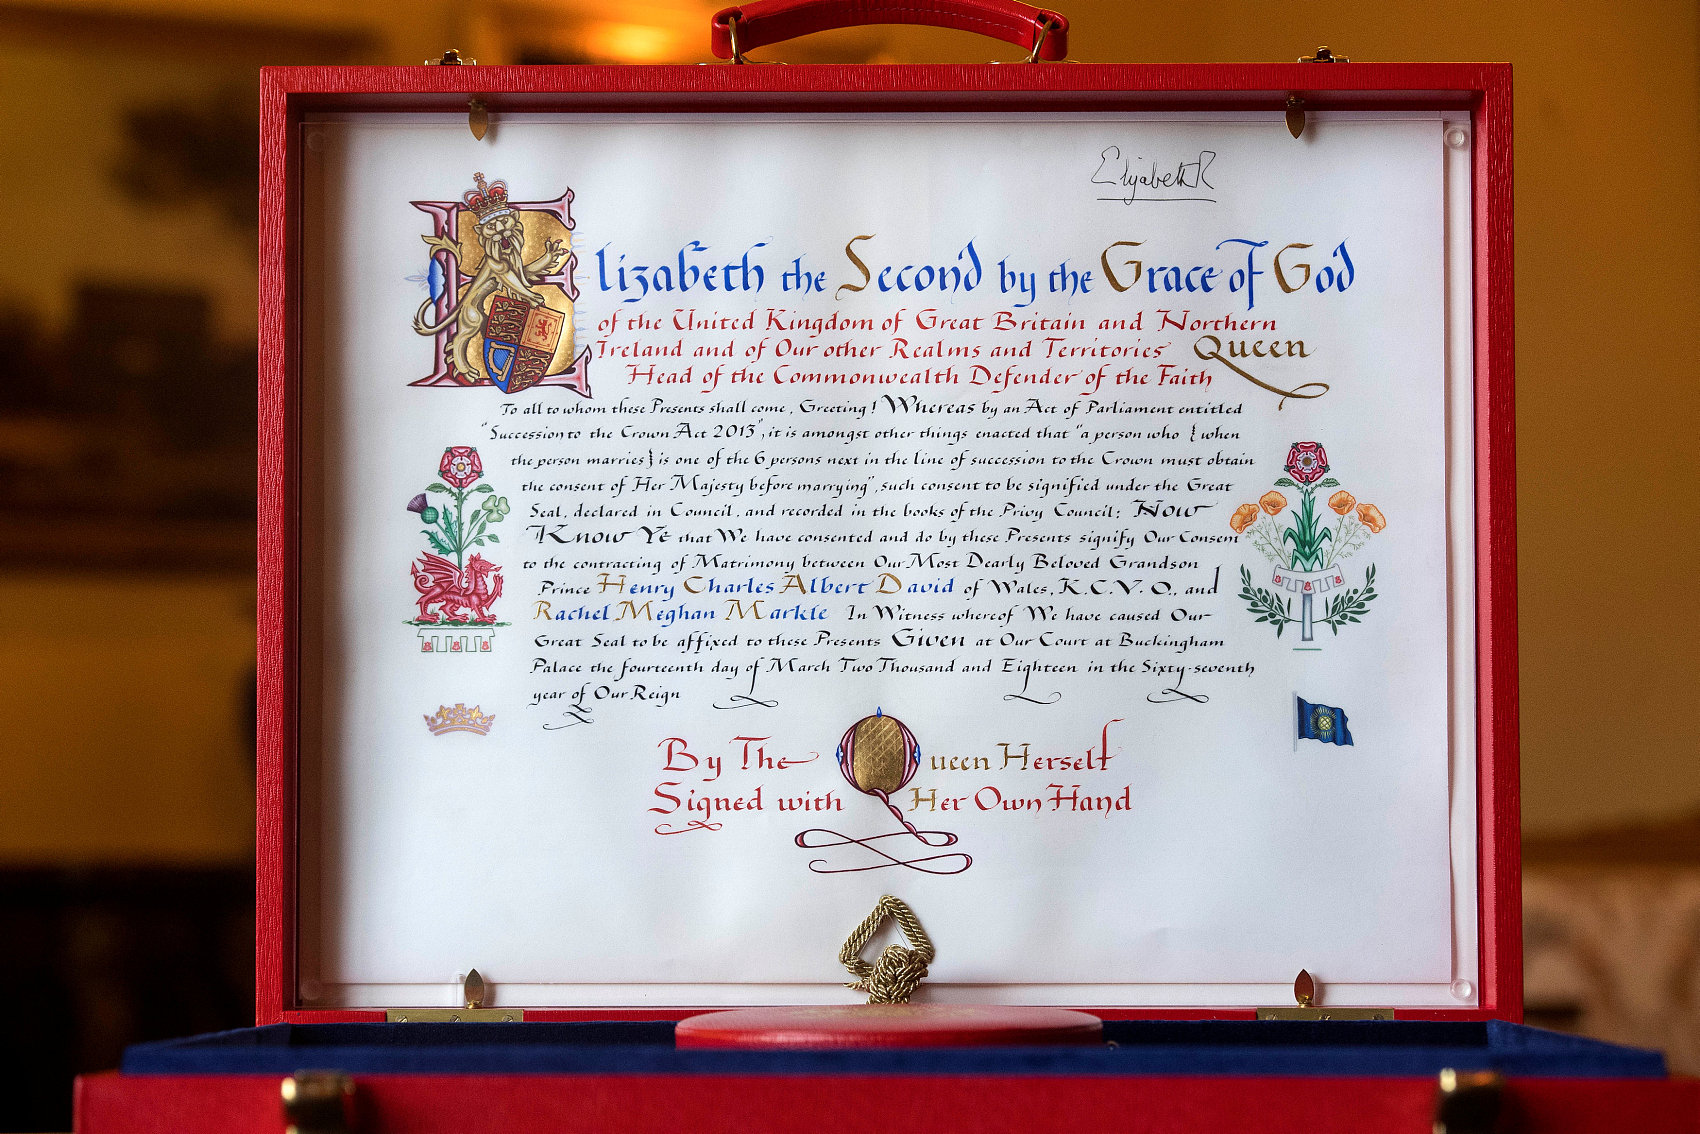 Elizabeth R
Elizabeth the Second by the Grace of God
of the United Kingdom of Great Britain and Northern
Ireland and of Our other Realms and Territories Queen
Head of the Commonwealth Defender of the Faith
To all to whom these Presents shall come, Greeting! Whereas by an Act of Parliament entitled
"Succession to the Crown Act 2013", it is amongst other things enacted that "a person who {when
the person marries} is one of the 6 persons next in the line of succession to the Crown must obtain
the consent of Her Majesty before marrying", such consent to be signified under the Great
Seal, declared in Council, and recorded in the books of the Privy Council; Now
Know Ye that We have consented and do by these Presents signify Our Consent
to the contracting of Matrimony between Our Most Dearly Beloved Grandson
Prince Henry Charles Albert David of Wales, K.C.V.O., and
Rachel Meghan Markle In Witness whereof We have caused Our
Great Seal to be affixed to these Presents Given at Our Court at Buckingham
Palace the fourteenth day of March Two Thousand and Eighteen in the Sixty-seventh
year of Our Reign
By The Queen Herself
Signed with Her Own Hand